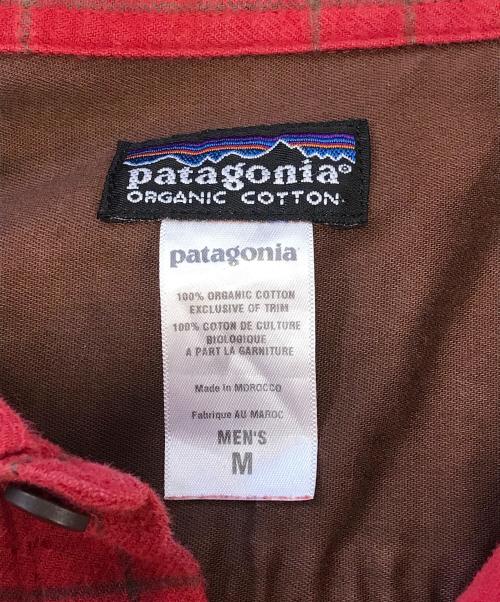 patagonia®
ORGANIC COTTON
patagonia
100% ORGANIC COTTON
EXCLUSIVE OF TRIM
100% COTON DE CULTURE
BIOLOGIQUE
A PART LA GARNITURE
Made in MOROCCO
Fabrique AU MAROC
MEN'S
M